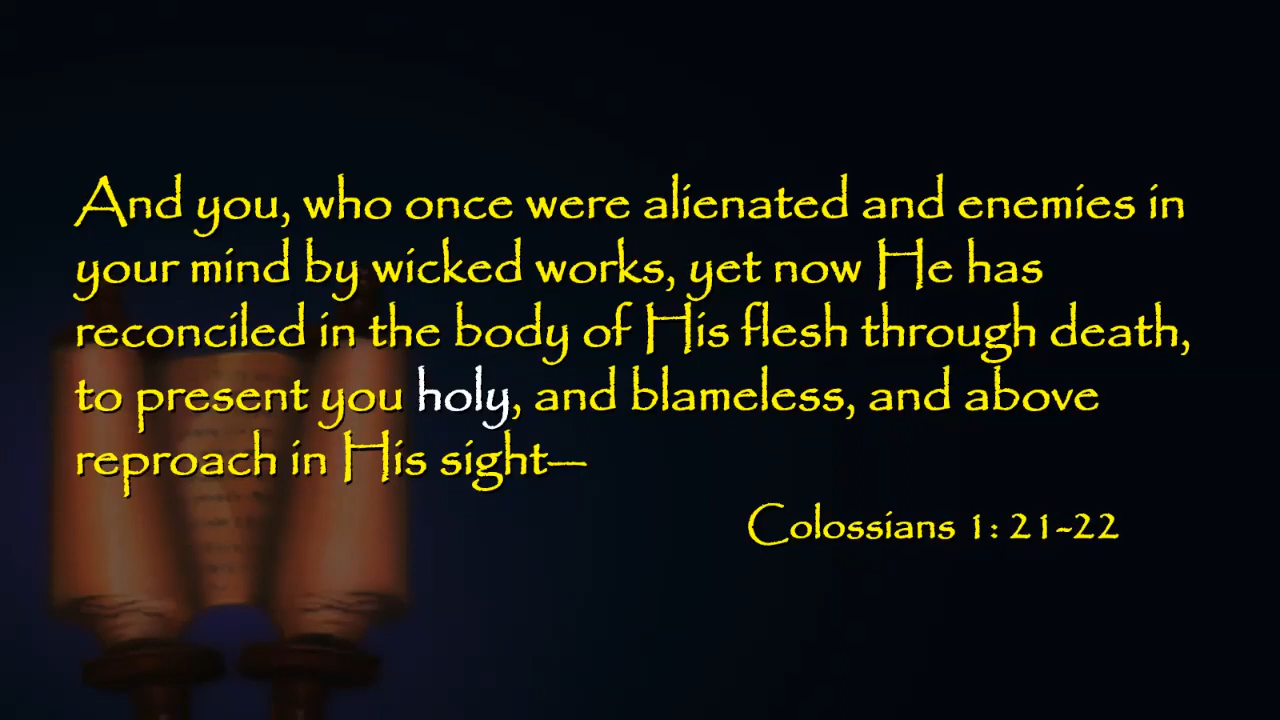 And you, who once were alienated and enemies in
your mind by wicked works, yet now He has
reconciled in the body of His flesh through death,
to present you holy, and blameless, and above
reproach in His sight—
Colossians 1: 21-22